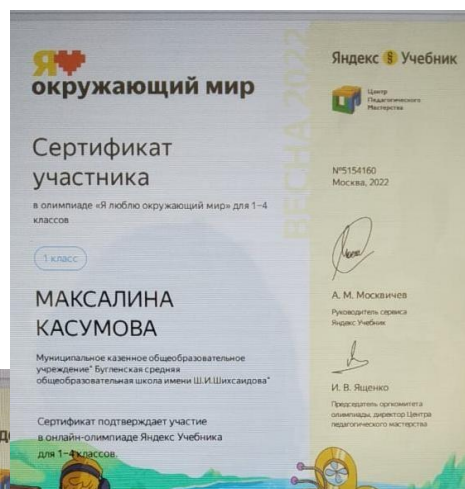 Я
окружающий мир
Сертификат
участника
в олимпиаде «Я люблю окружающий мир» для 1–4
классов
1 класс
МАКСАЛИНА
КАСУМОВА
Муниципальное казенное общеобразовательное
учреждение" Бугленская средняя
общеобразовательная школа имени Ш.И.Шихсаидова"
Сертификат подтверждает участие
в онлайн-олимпиаде Яндекс Учебника
для 1–4 классов.
ВЕСНА 2022
Яндекс Учебник
Центр
Педагогического
Мастерства
№5154160
Москва, 2022
А. М. Москвичев
Руководитель сервиса
Яндекс Учебник
И. В. Ященко
Председатель оргкомитета
олимпиады, директор Центра
педагогического мастерства